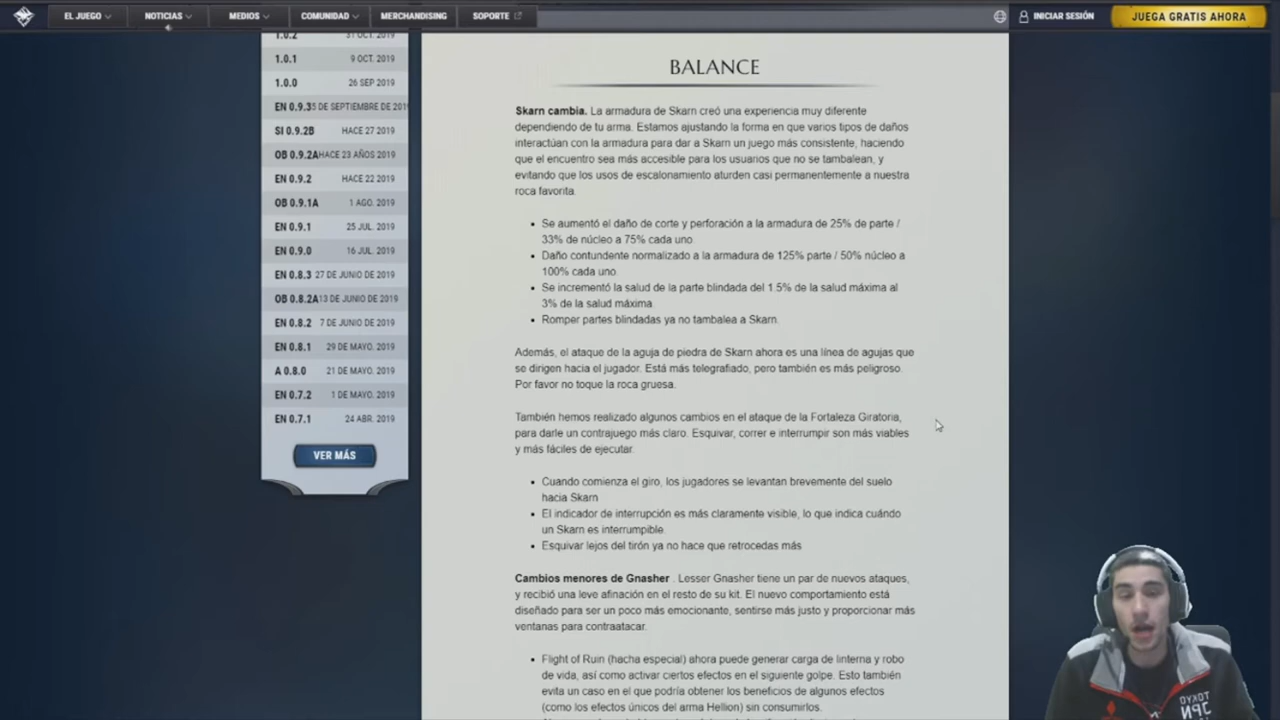 EL JUEGO
NOTICIAS
MEDIOS
COMUNIDAD
MERCHANDISING
SOPORTE
INICIAR SESIÓN
JUEGA GRATIS AHORA
1.0.2 31 OCT. 2019
1.0.1 9 OCT. 2019
1.0.0 26 SEP 2019
EN 0.9.3 5 DE SEPTIEMBRE DE 201
SI 0.9.2B HACE 27 2019
OB 0.9.2A HACE 23 AÑOS 2019
EN 0.9.2 HACE 22 2019
OB 0.9.1A 1 AGO. 2019
EN 0.9.1 25 JUL. 2019
EN 0.9.0 16 JUL. 2019
EN 0.8.3 27 DE JUNIO DE 2019
OB 0.8.2A 13 DE JUNIO DE 2019
EN 0.8.2 7 DE JUNIO DE 2019
EN 0.8.1 29 DE MAYO. 2019
A 0.8.0 21 DE MAYO. 2019
EN 0.7.2 1 DE MAYO. 2019
EN 0.7.1 24 ABR. 2019
VER MÁS
BALANCE
Skarn cambia. La armadura de Skarn creó una experiencia muy diferente
dependiendo de tu arma. Estamos ajustando la forma en que varios tipos de daños
interactúan con la armadura para dar a Skarn un juego más consistente, haciendo
que el encuentro sea más accesible para los usuarios que no se tambalean, y
evitando que los usos de escalonamiento aturden casi permanentemente a nuestra
roca favorita.
• Se aumentó el daño de corte y perforación a la armadura de 25% de parte /
33% de núcleo a 75% cada uno.
• Daño contundente normalizado a la armadura de 125% parte / 50% núcleo a
100% cada uno.
• Se incrementó la salud de la parte blindada del 1.5% de la salud máxima al
3% de la salud máxima
• Romper partes blindadas ya no tambalea a Skarn.
Además, el ataque de la aguja de piedra de Skarn ahora es una línea de agujas que
se dirigen hacia el jugador. Está más telegrafiado, pero también es más peligroso.
Por favor no toque la roca gruesa.
También hemos realizado algunos cambios en el ataque de la Fortaleza Giratoria,
para darle un contrajuego más claro. Esquivar, correr e interrumpir son más viables
y más fáciles de ejecutar.
• Cuando comienza el giro, los jugadores se levantan brevemente del suelo
hacia Skarn
• El indicador de interrupción es más claramente visible, lo que indica cuándo
un Skarn es interrumpible.
• Esquivar lejos del tirón ya no hace que retrocedas más
Cambios menores de Gnasher . Lesser Gnasher tiene un par de nuevos ataques,
y recibió una leve afinación en el resto de su kit. El nuevo comportamiento está
diseñado para ser un poco más emocionante, sentirse más justo y proporcionar más
ventanas para contraatacar.
• Flight of Ruin (hacha especial) ahora puede generar carga de linterna y robo
de vida, así como activar ciertos efectos en el siguiente golpe. Esto también
evita un caso en el que podría obtener los beneficios de algunos efectos
(como los efectos únicos del arma Hellion) sin consumirlos.
TOKYO
JPN